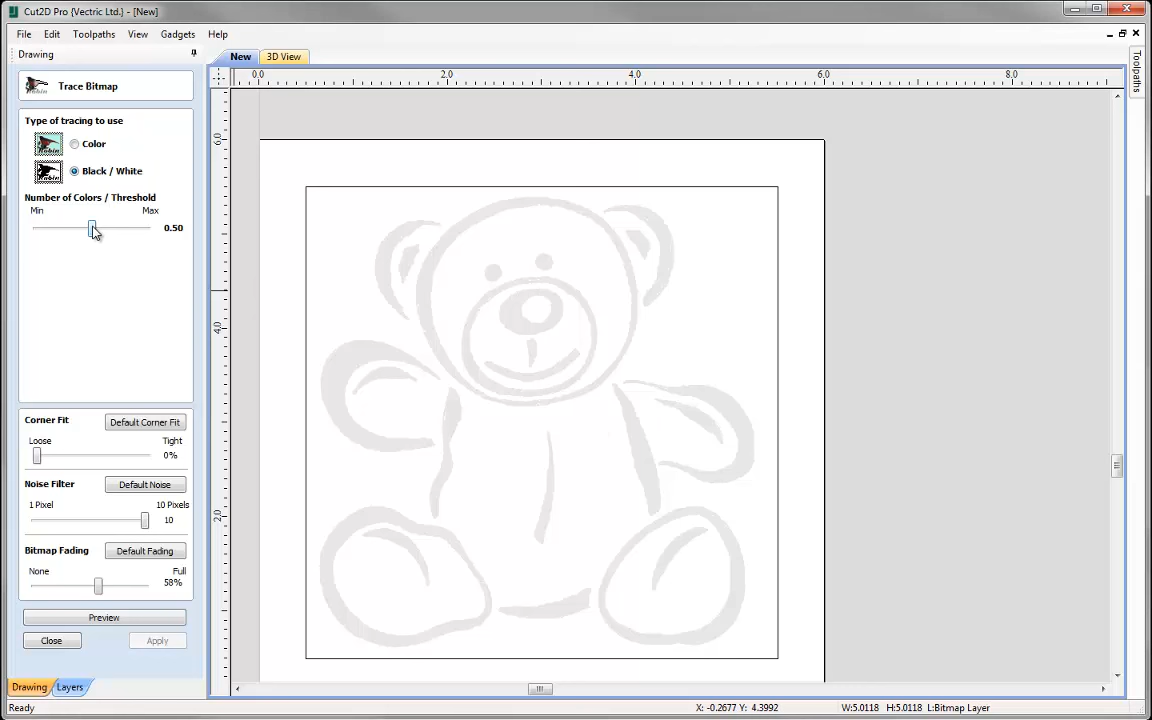 Cut2D Pro {Vectric Ltd.} - [New]
File Edit Toolpaths View Gadgets Help
Drawing
New 3D View
Toolpaths
Trace Bitmap
0.0 2.0 4.0 6.0 8.0
6.0
4.0
2.0
Type of tracing to use
Color
Black / White
Number of Colors / Threshold
Min Max
0.50
Corner Fit Default Corner Fit
Loose Tight
0%
Noise Filter Default Noise
1 Pixel 10 Pixels
10
Bitmap Fading Default Fading
None Full
58%
Preview
Close Apply
Drawing Layers
Ready X: -0.2677 Y: 4.3992 W:5.0118 H:5.0118 L:Bitmap Layer